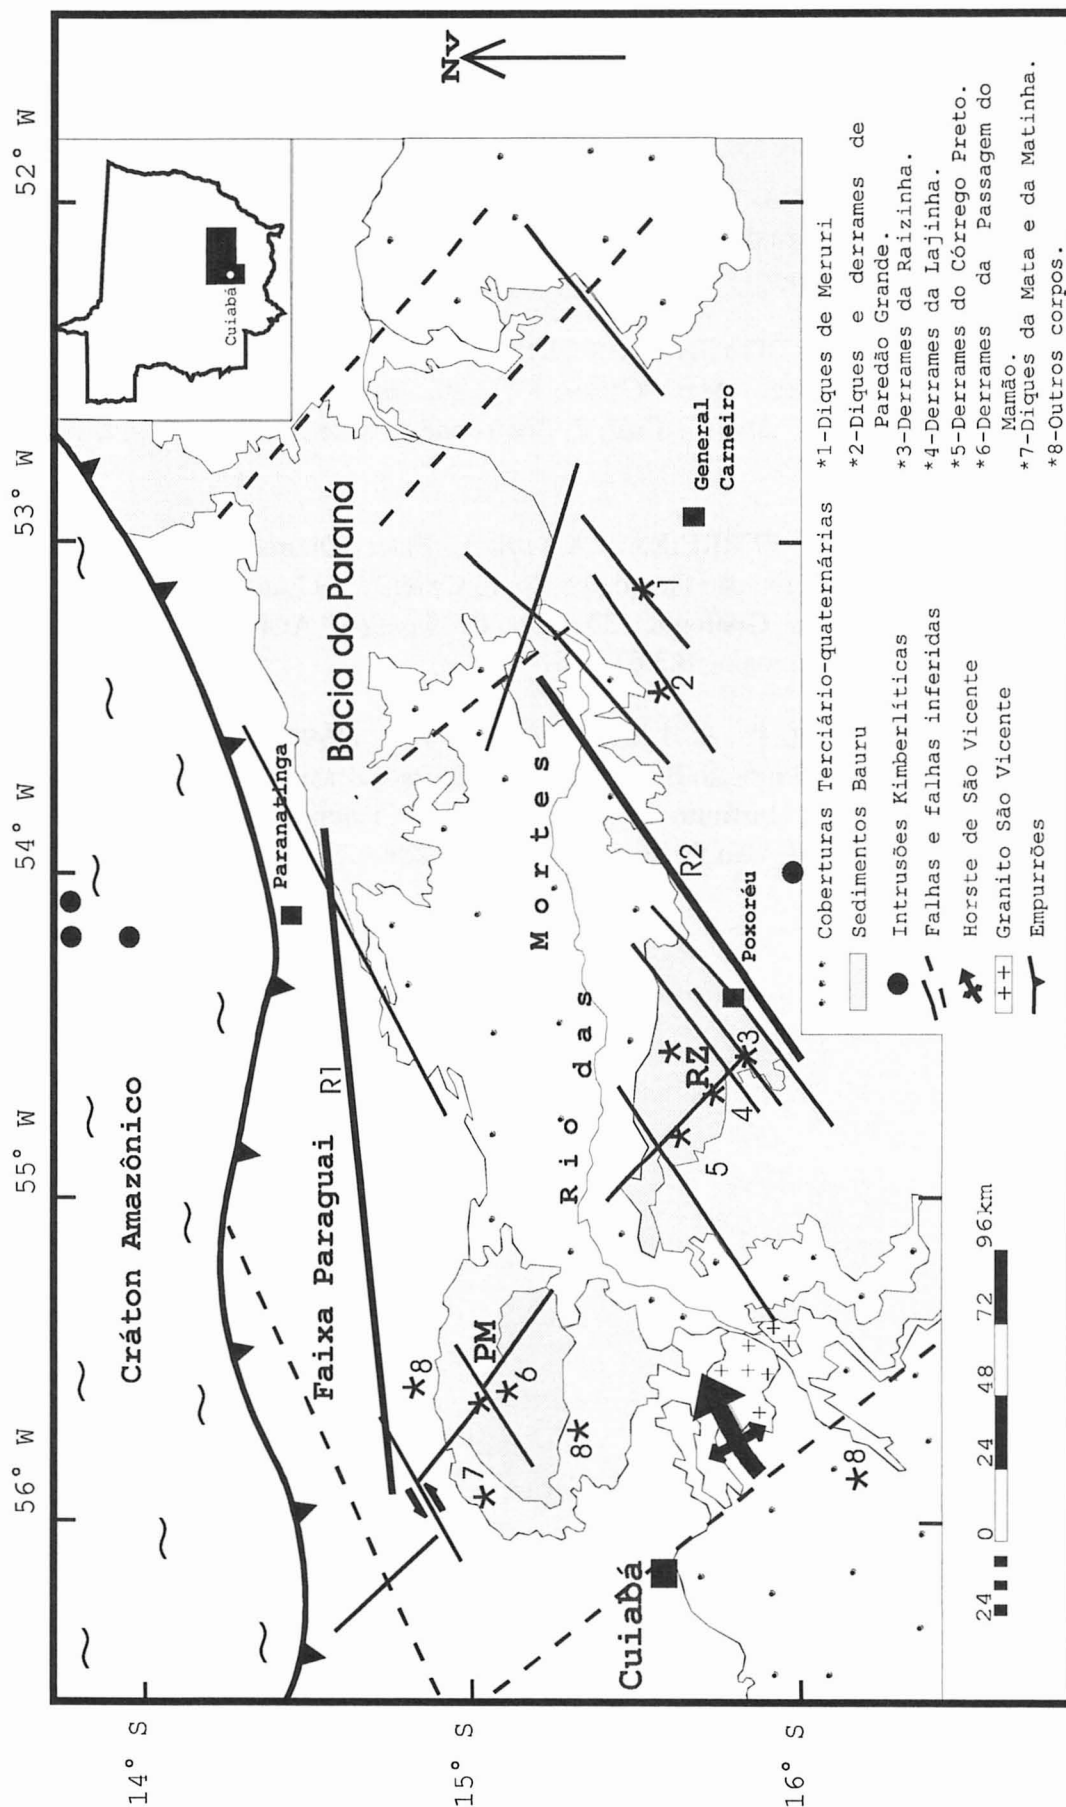 56° W
55° W
54° W
53° W
52° W
14° S
15° S
16° S
Cráton Amazônico
Faixa Paraguai
R1
Paranatinga
Bacia do Paraná
Cuiabá
Nv
8
PM
6
7
8
Rio das Mortes
R2
2
1
General
Carneiro
Cuiabá
8
5
4
RZ
3
Poxoréu
24 0 24 48 72 96km
Coberturas Terciário-quaternárias
Sedimentos Bauru
Intrusões Kimberlíticas
Falhas e falhas inferidas
Horste de São Vicente
Granito São Vicente
Empurrões
*1-Diques de Meruri
*2-Diques e derrames de
Paredão Grande.
*3-Derrames da Raizinha.
*4-Derrames da Lajinha.
*5-Derrames do Córrego Preto.
*6-Derrames da Passagem do
Mamão.
*7-Diques da Mata e da Matinha.
*8-Outros corpos.